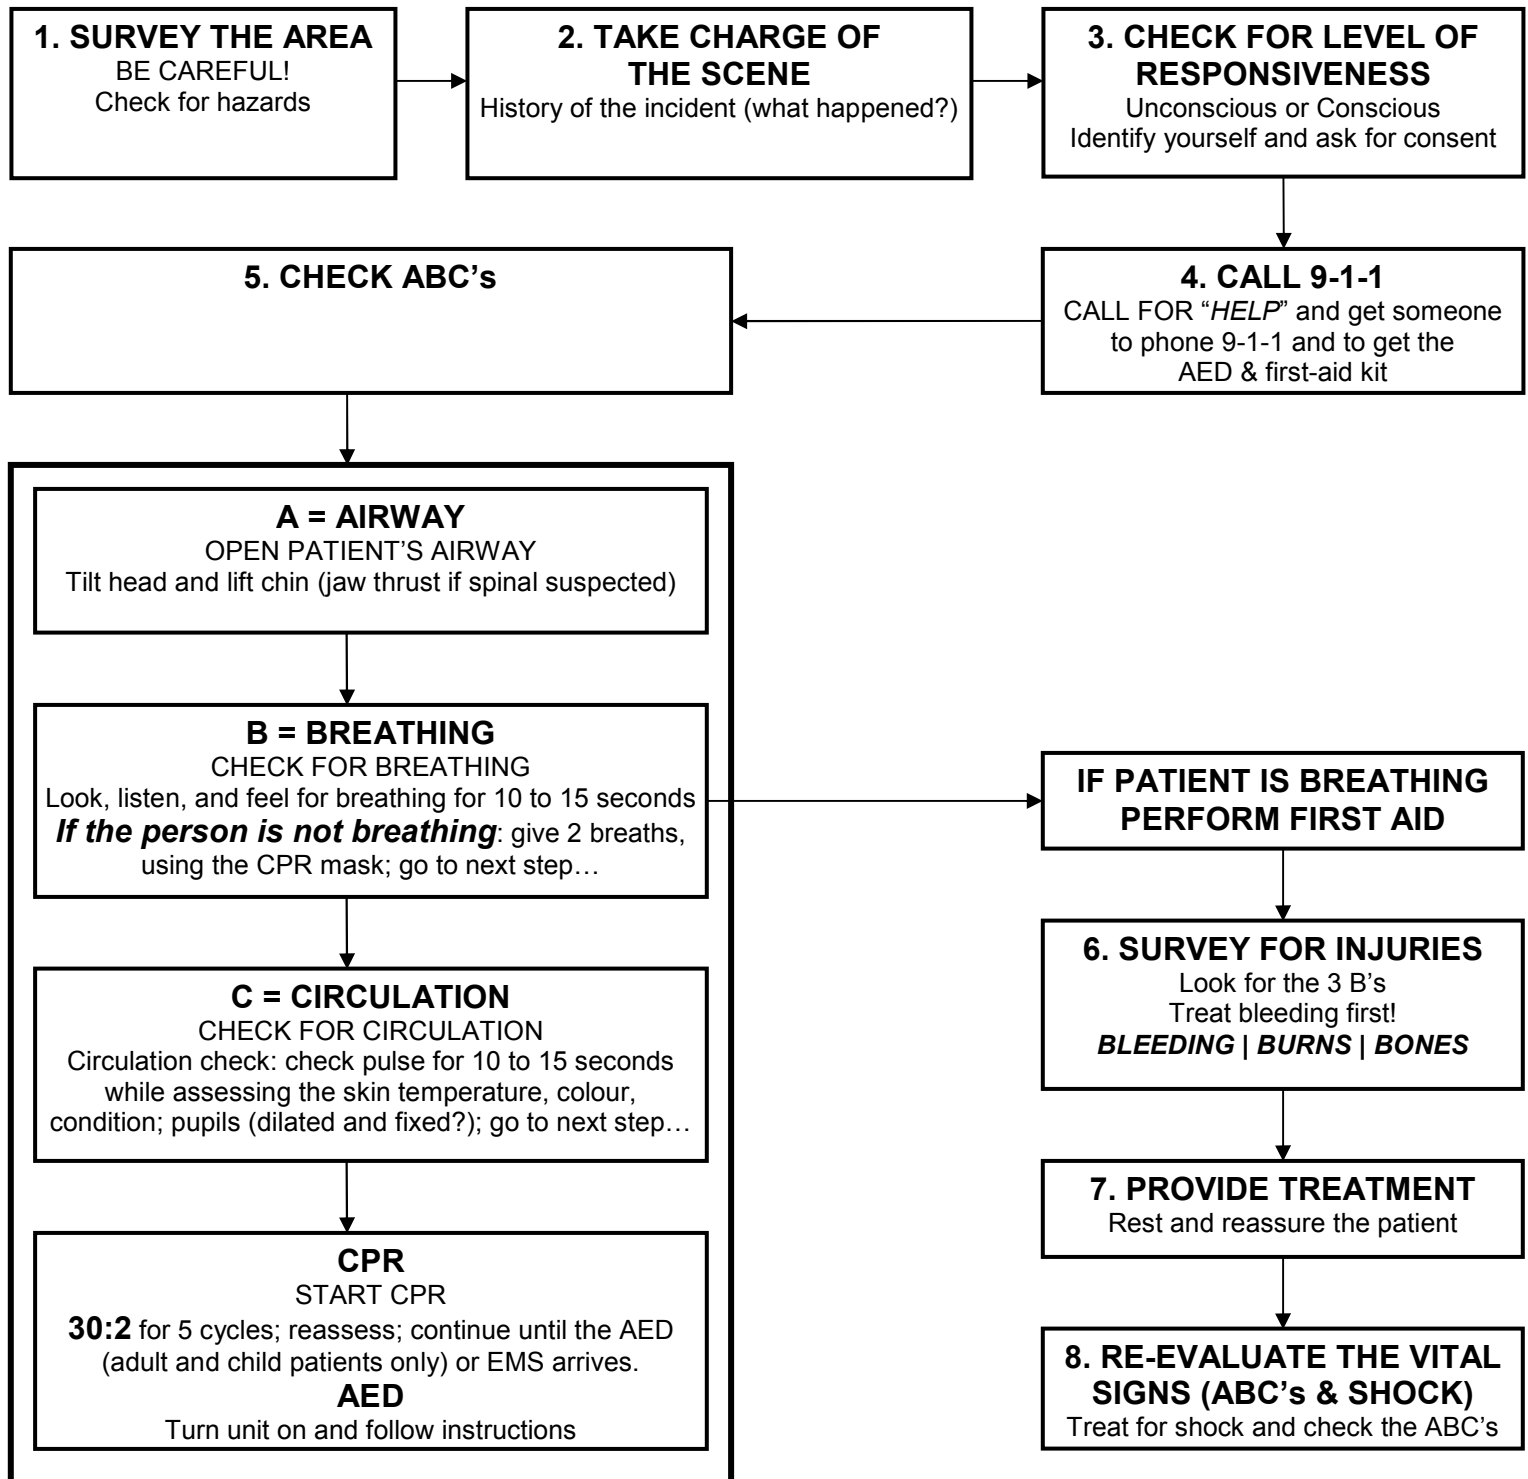 1. SURVEY THE AREA
BE CAREFUL!
Check for hazards
2. TAKE CHARGE OF
THE SCENE
History of the incident (what happened?)
3. CHECK FOR LEVEL OF
RESPONSIVENESS
Unconscious or Conscious
Identify yourself and ask for consent
4. CALL 9-1-1
CALL FOR “HELP” and get someone
to phone 9-1-1 and to get the
AED & first-aid kit
5. CHECK ABC’s
A = AIRWAY
OPEN PATIENT’S AIRWAY
Tilt head and lift chin (jaw thrust if spinal suspected)
B = BREATHING
CHECK FOR BREATHING
Look, listen, and feel for breathing for 10 to 15 seconds
If the person is not breathing: give 2 breaths,
using the CPR mask; go to next step…
C = CIRCULATION
CHECK FOR CIRCULATION
Circulation check: check pulse for 10 to 15 seconds
while assessing the skin temperature, colour,
condition; pupils (dilated and fixed?); go to next step…
CPR
START CPR
30:2 for 5 cycles; reassess; continue until the AED
(adult and child patients only) or EMS arrives.
AED
Turn unit on and follow instructions
IF PATIENT IS BREATHING
PERFORM FIRST AID
6. SURVEY FOR INJURIES
Look for the 3 B’s
Treat bleeding first!
BLEEDING | BURNS | BONES
7. PROVIDE TREATMENT
Rest and reassure the patient
8. RE-EVALUATE THE VITAL
SIGNS (ABC’s & SHOCK)
Treat for shock and check the ABC’s